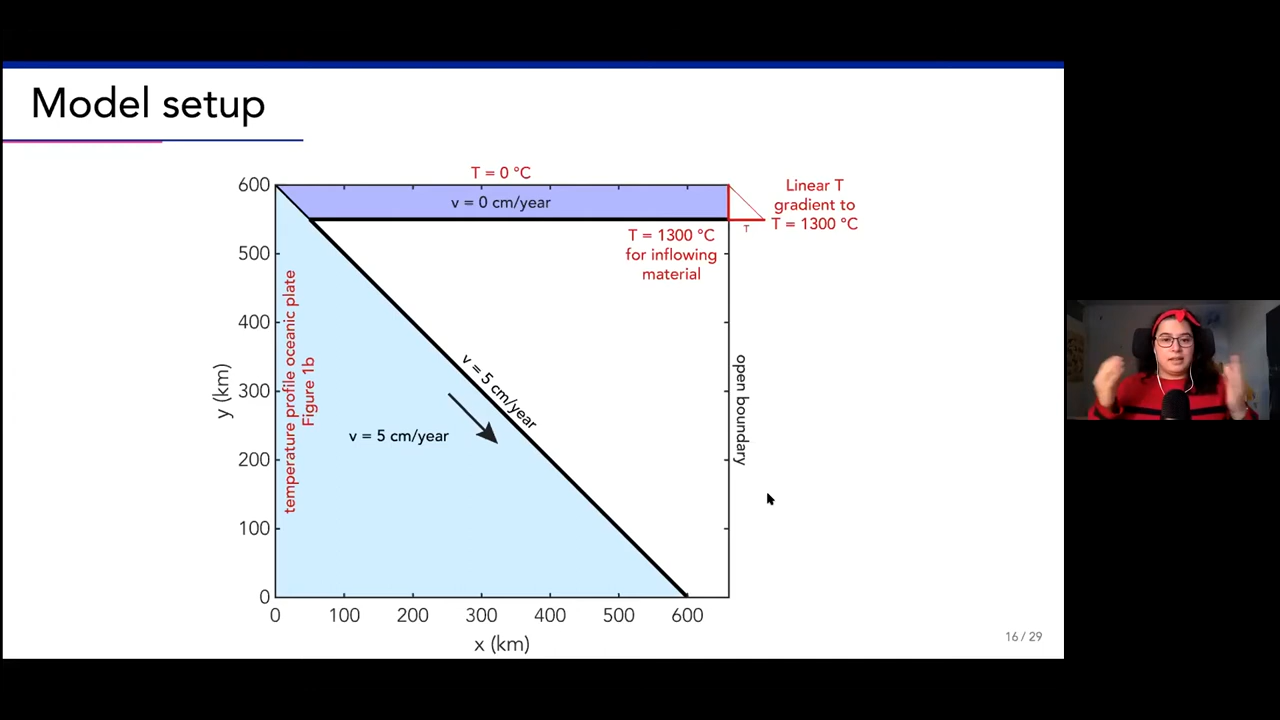 Model setup
T = 0 °C
v = 0 cm/year
Linear T
gradient to
T = 1300 °C
T
T = 1300 °C
for inflowing
material
temperature profile oceanic plate
Figure 1b
v = 5 cm/year
v = 5 cm/year
open boundary
y (km)
600
500
400
300
200
100
0
0 100 200 300 400 500 600
x (km)
16 / 29